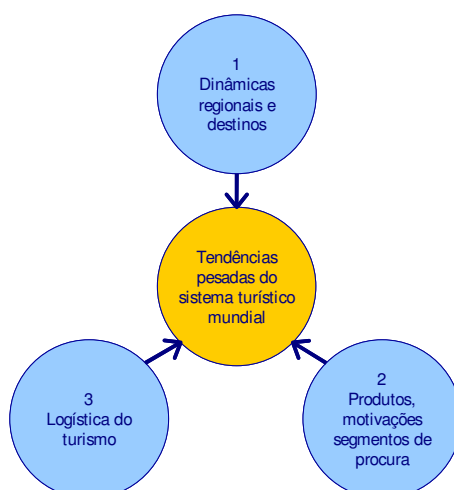 1
Dinâmicas
regionais e
destinos
Tendências
pesadas do
sistema turístico
mundial
3
Logística do
turismo
2
Produtos,
motivações
segmentos de
procura